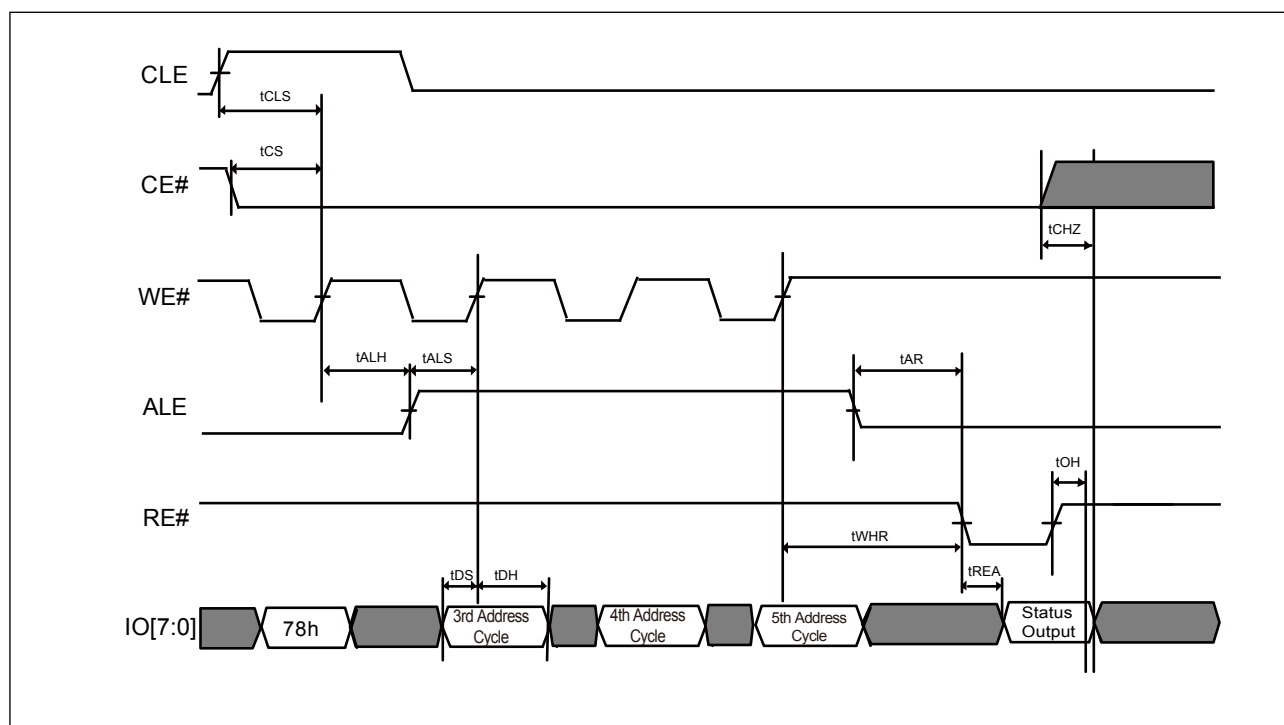 CLE
tCLS
tCS
CE#
tCHZ
WE#
tALH
tALS
tAR
ALE
tOH
RE#
tWHR
tDS
tDH
tREA
IO[7:0]
78h
3rd Address
Cycle
4th Address
Cycle
5th Address
Cycle
Status
Output